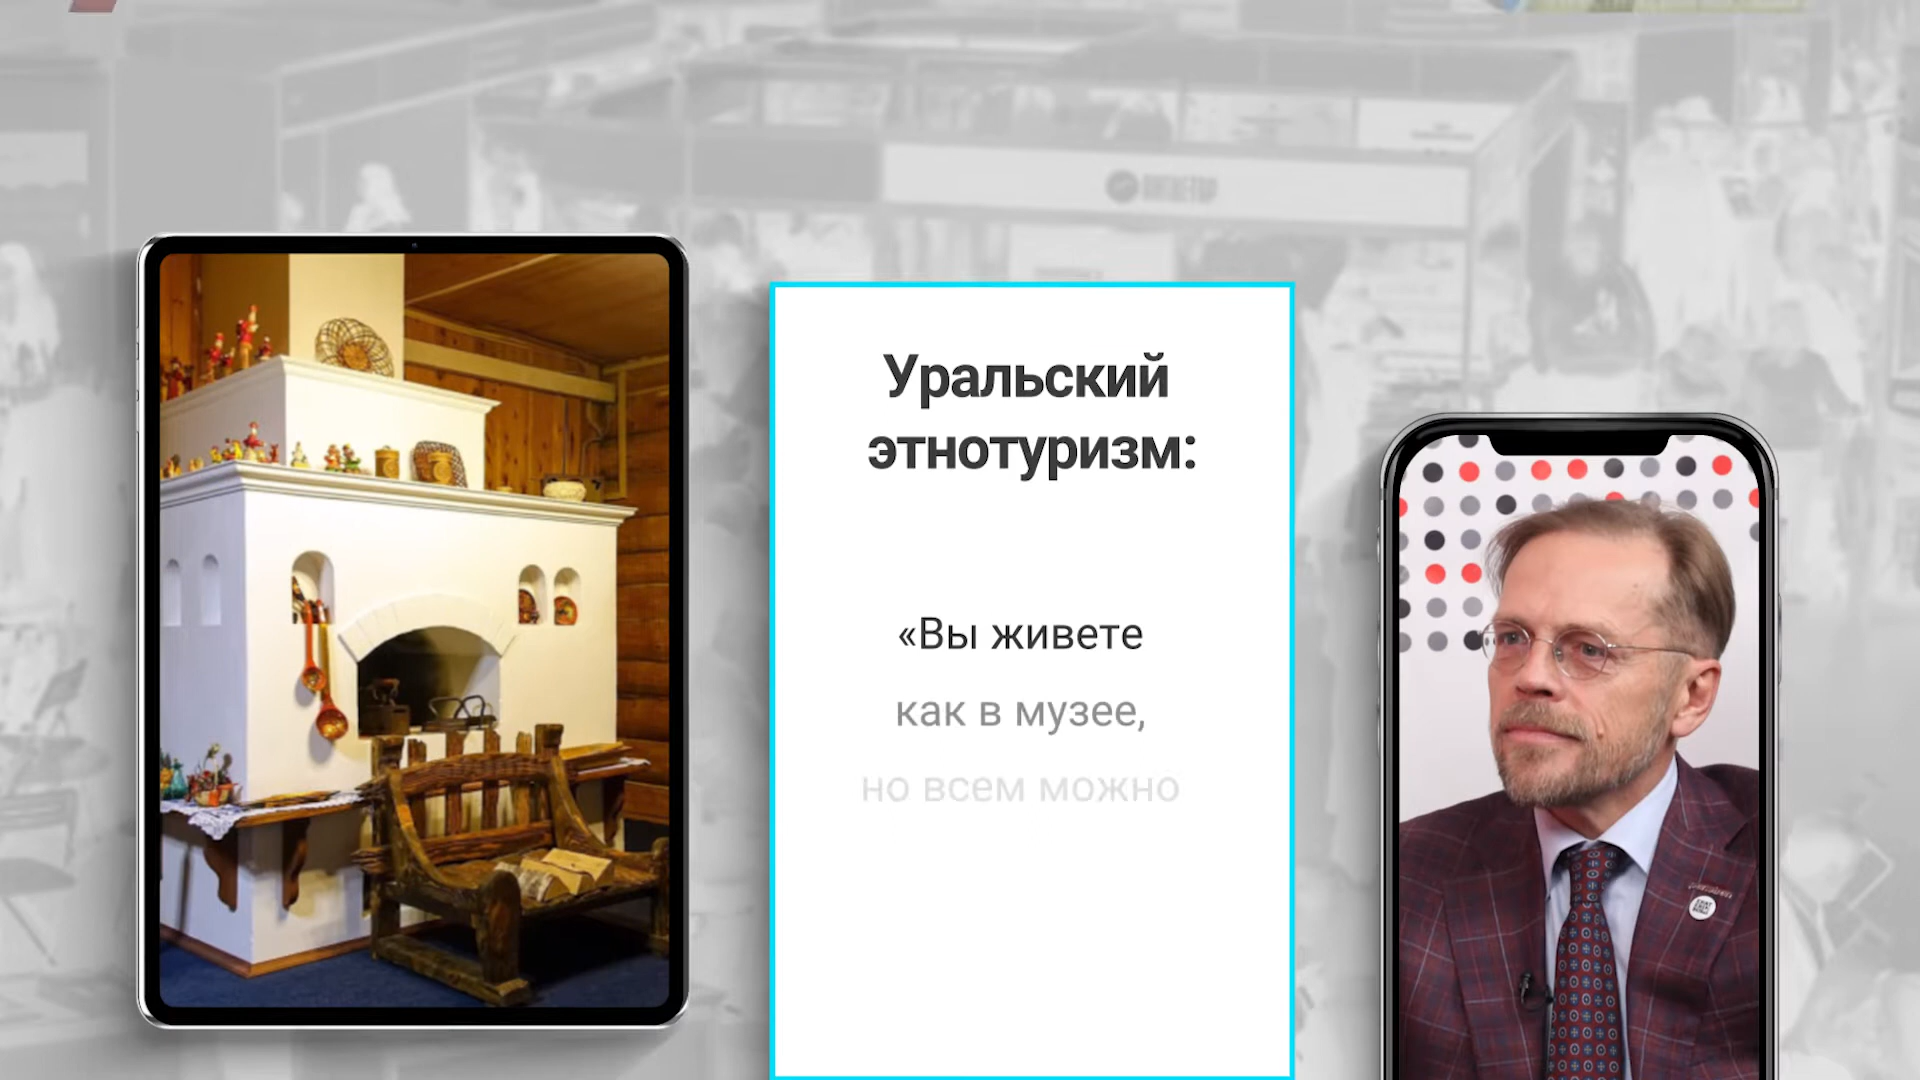 Уральский
этнотуризм:
«Вы живете
как в музее,
но всем можно